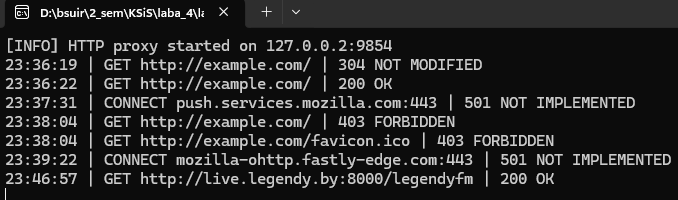 D:\bsuir\2_sem\KSiS\laba_4\la
[INFO] HTTP proxy started on 127.0.0.2:9854
23:36:19 | GET http://example.com/ | 304 NOT MODIFIED
23:36:22 | GET http://example.com/ | 200 OK
23:37:31 | CONNECT push.services.mozilla.com:443 | 501 NOT IMPLEMENTED
23:38:04 | GET http://example.com/ | 403 FORBIDDEN
23:38:04 | GET http://example.com/favicon.ico | 403 FORBIDDEN
23:39:22 | CONNECT mozilla-ohttp.fastly-edge.com:443 | 501 NOT IMPLEMENTED
23:46:57 | GET http://live.legendy.by:8000/legendyfm | 200 OK